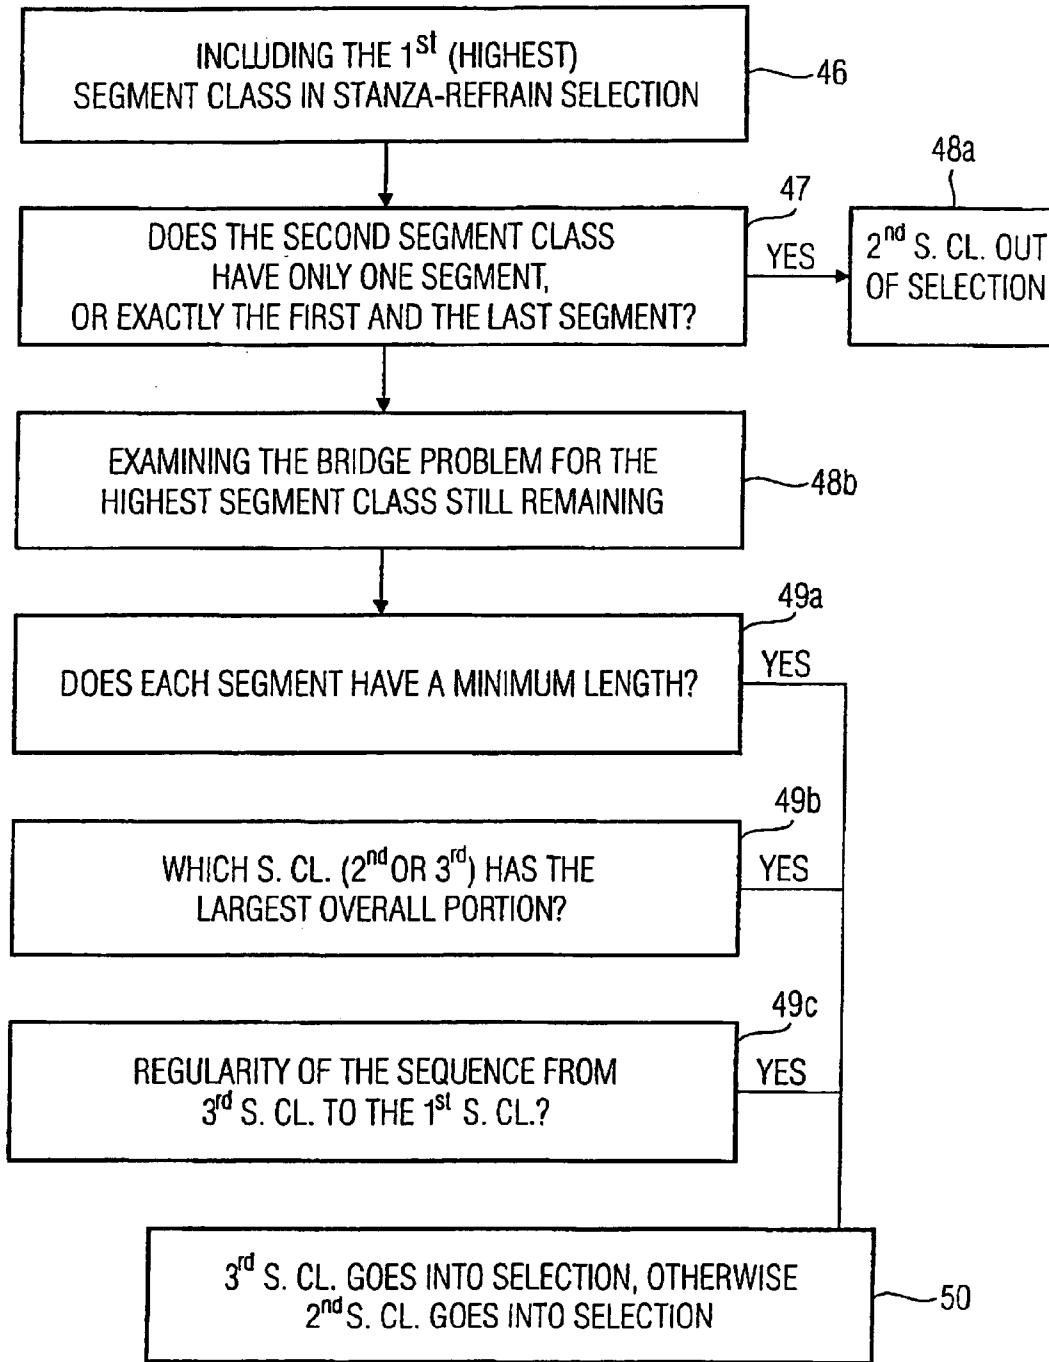 INCLUDING THE 1st (HIGHEST)
SEGMENT CLASS IN STANZA-REFRAIN SELECTION
46
48a
47
DOES THE SECOND SEGMENT CLASS
HAVE ONLY ONE SEGMENT,
OR EXACTLY THE FIRST AND THE LAST SEGMENT?
YES
2nd S. CL. OUT
OF SELECTION
EXAMINING THE BRIDGE PROBLEM FOR THE
HIGHEST SEGMENT CLASS STILL REMAINING
48b
49a
DOES EACH SEGMENT HAVE A MINIMUM LENGTH?
YES
49b
WHICH S. CL. (2nd OR 3rd) HAS THE
LARGEST OVERALL PORTION?
YES
49c
REGULARITY OF THE SEQUENCE FROM
3rd S. CL. TO THE 1st S. CL.?
YES
3rd S. CL. GOES INTO SELECTION, OTHERWISE
2nd S. CL. GOES INTO SELECTION
50